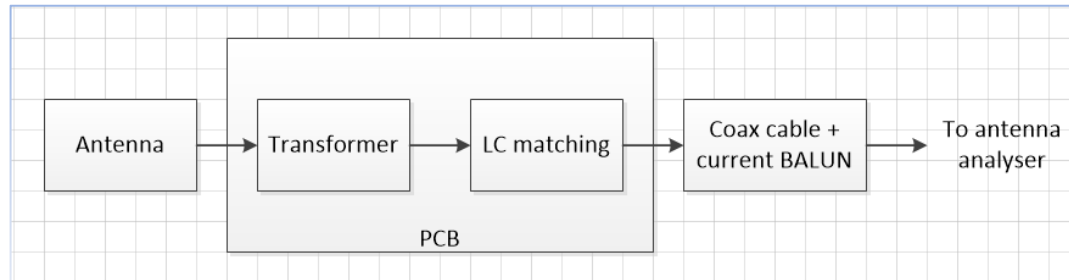 Antenna
Transformer
LC matching
Coax cable +
current BALUN
To antenna
analyser
PCB